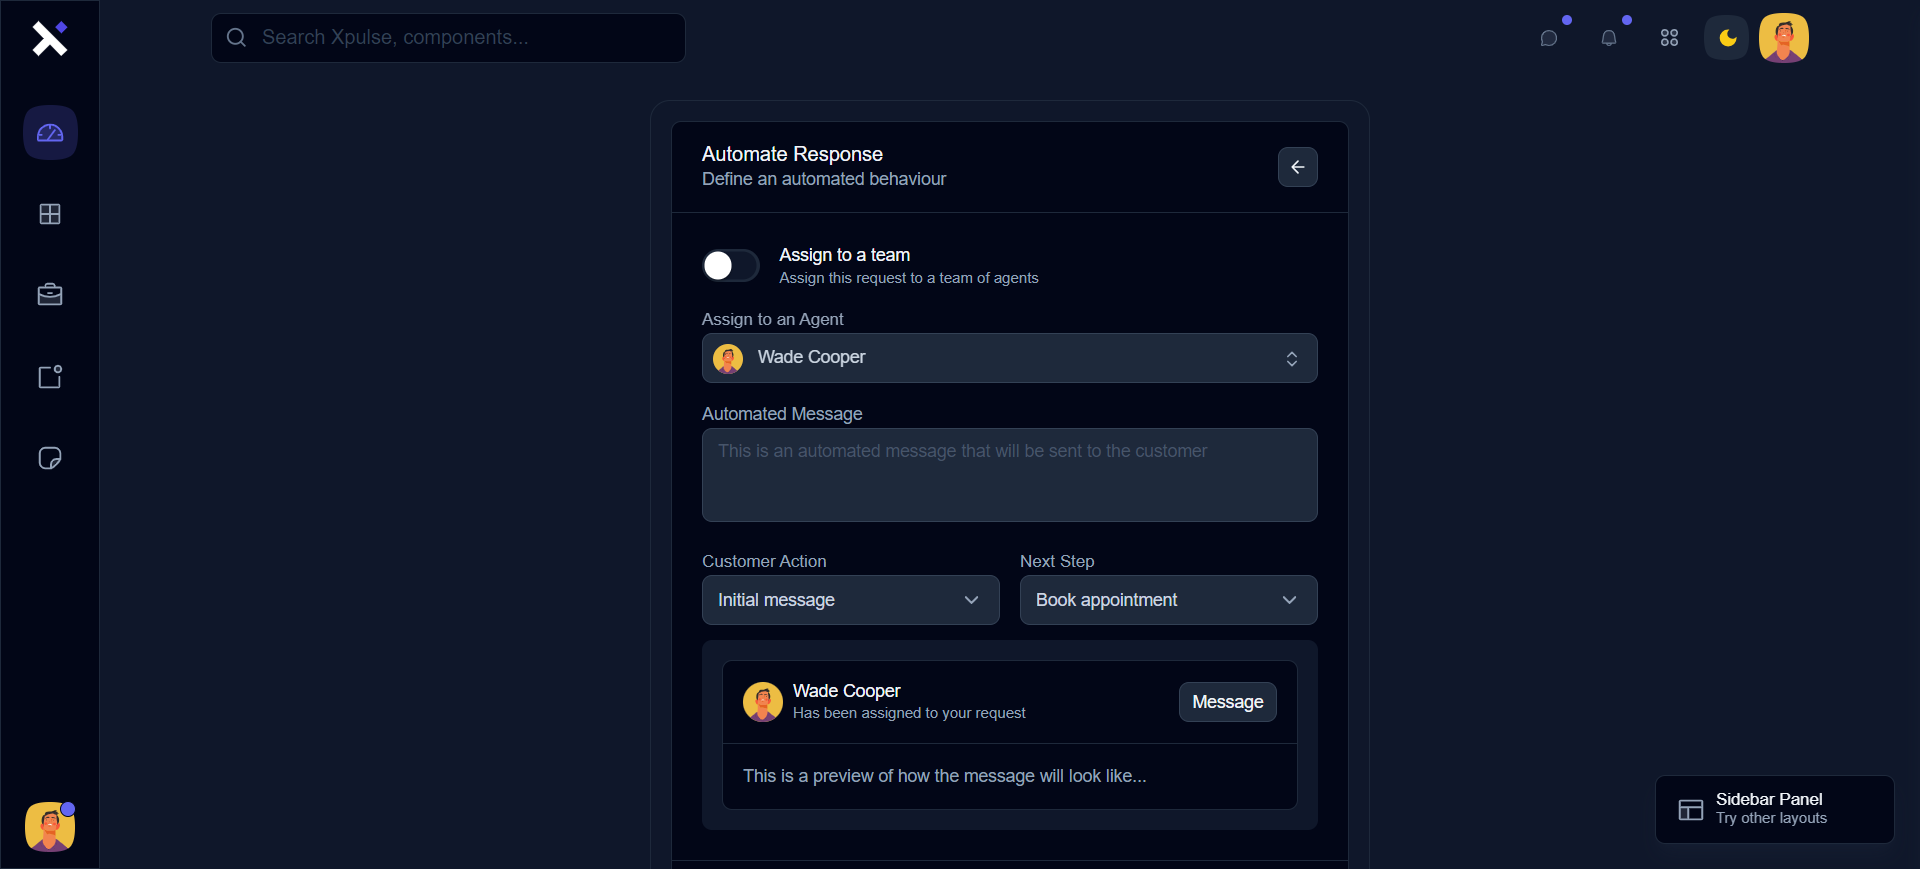 Search Xpulse, components...
Automate Response
Define an automated behaviour
Assign to a team
Assign this request to a team of agents
Assign to an Agent
Wade Cooper
Automated Message
This is an automated message that will be sent to the customer
Customer Action
Next Step
Initial message
Book appointment
Wade Cooper
Has been assigned to your request
Message
This is a preview of how the message will look like...
Sidebar Panel
Try other layouts